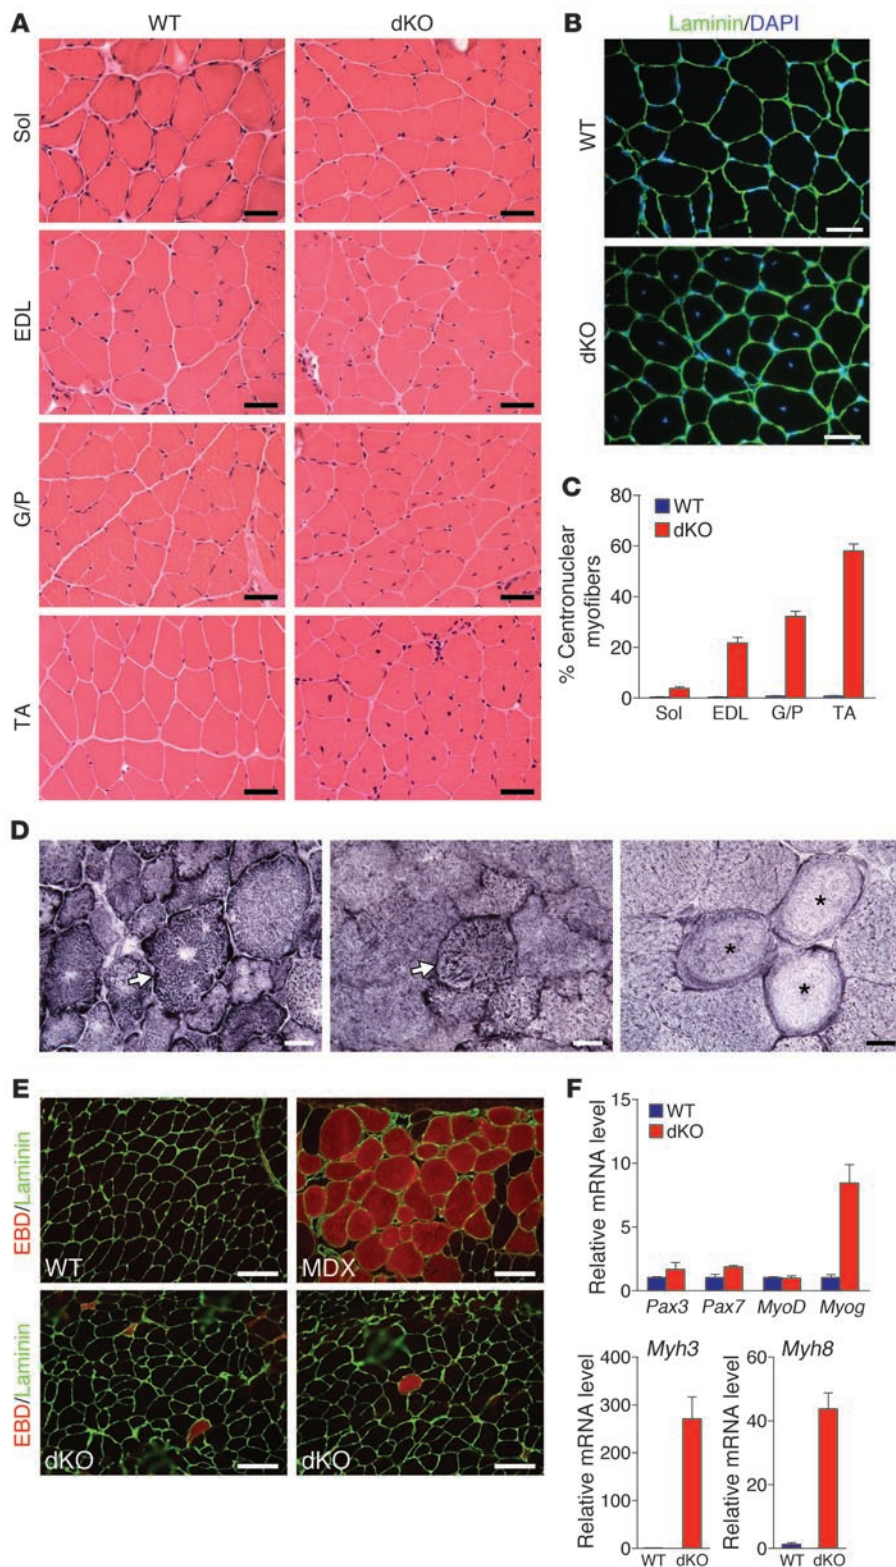 A
WT
dKO
Sol
EDL
G/P
TA
B
Laminin/DAPI
WT
dKO
C
80
60
40
20
0
% Centronuclear
myofibers
WT
dKO
Sol
EDL
G/P
TA
D
*
*
*
E
EBD/Laminin
WT
MDX
EBD/Laminin
dKO
dKO
F
15
10
5
0
Relative mRNA level
WT
dKO
Pax3
Pax7
MyoD
Myog
Myh3
400
300
200
100
0
Relative mRNA level
WT
dKO
Myh8
60
40
20
0
Relative mRNA level
WT
dKO